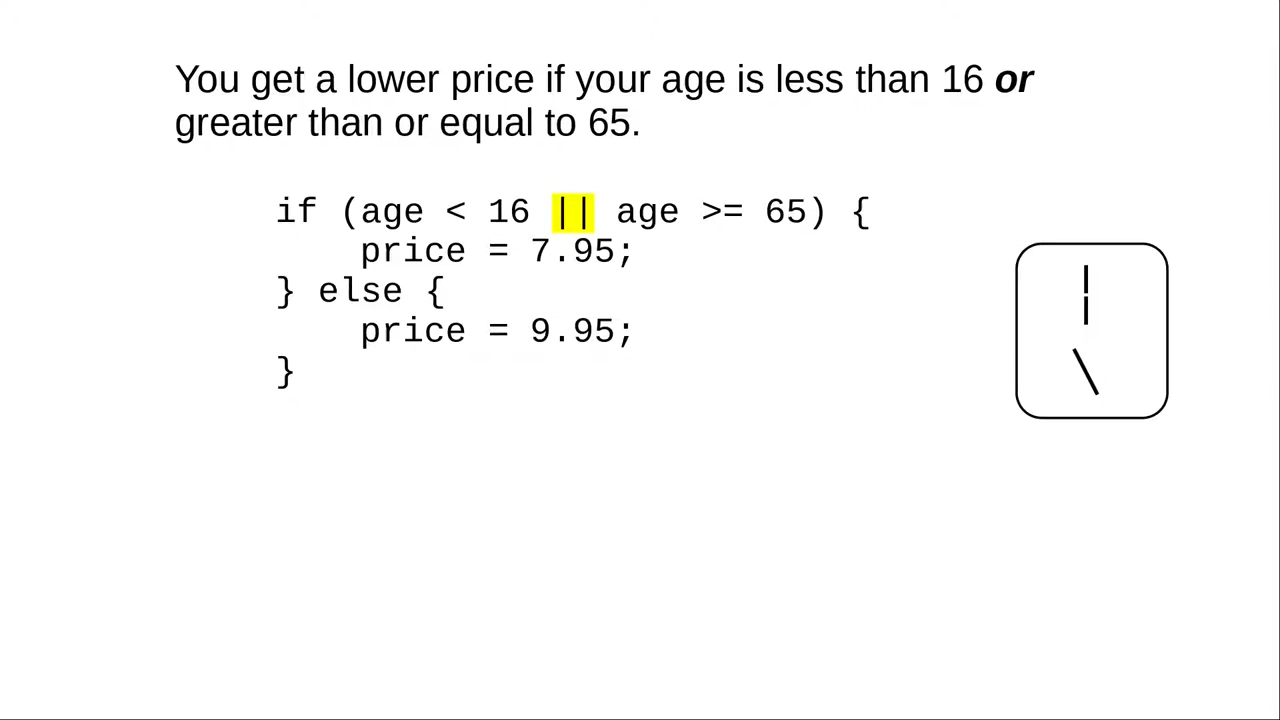 You get a lower price if your age is less than 16 or
greater than or equal to 65.
if (age < 16 || age >= 65) {
    price = 7.95;
} else {
    price = 9.95;
}
¦
\